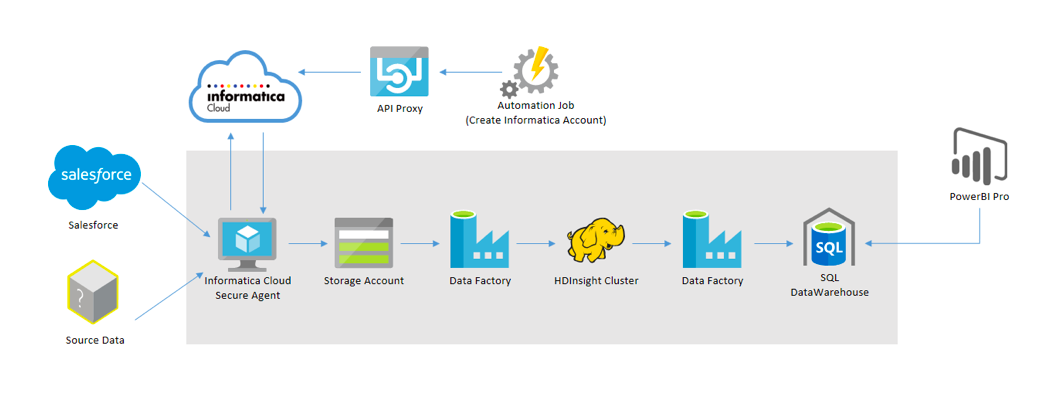 informatica
Cloud
API Proxy
Automation Job
(Create Informatica Account)
salesforce
Salesforce
PowerBI Pro
Informatica Cloud
Secure Agent
Storage Account
Data Factory
HDInsight Cluster
Data Factory
SQL
SQL
DataWarehouse
?
Source Data